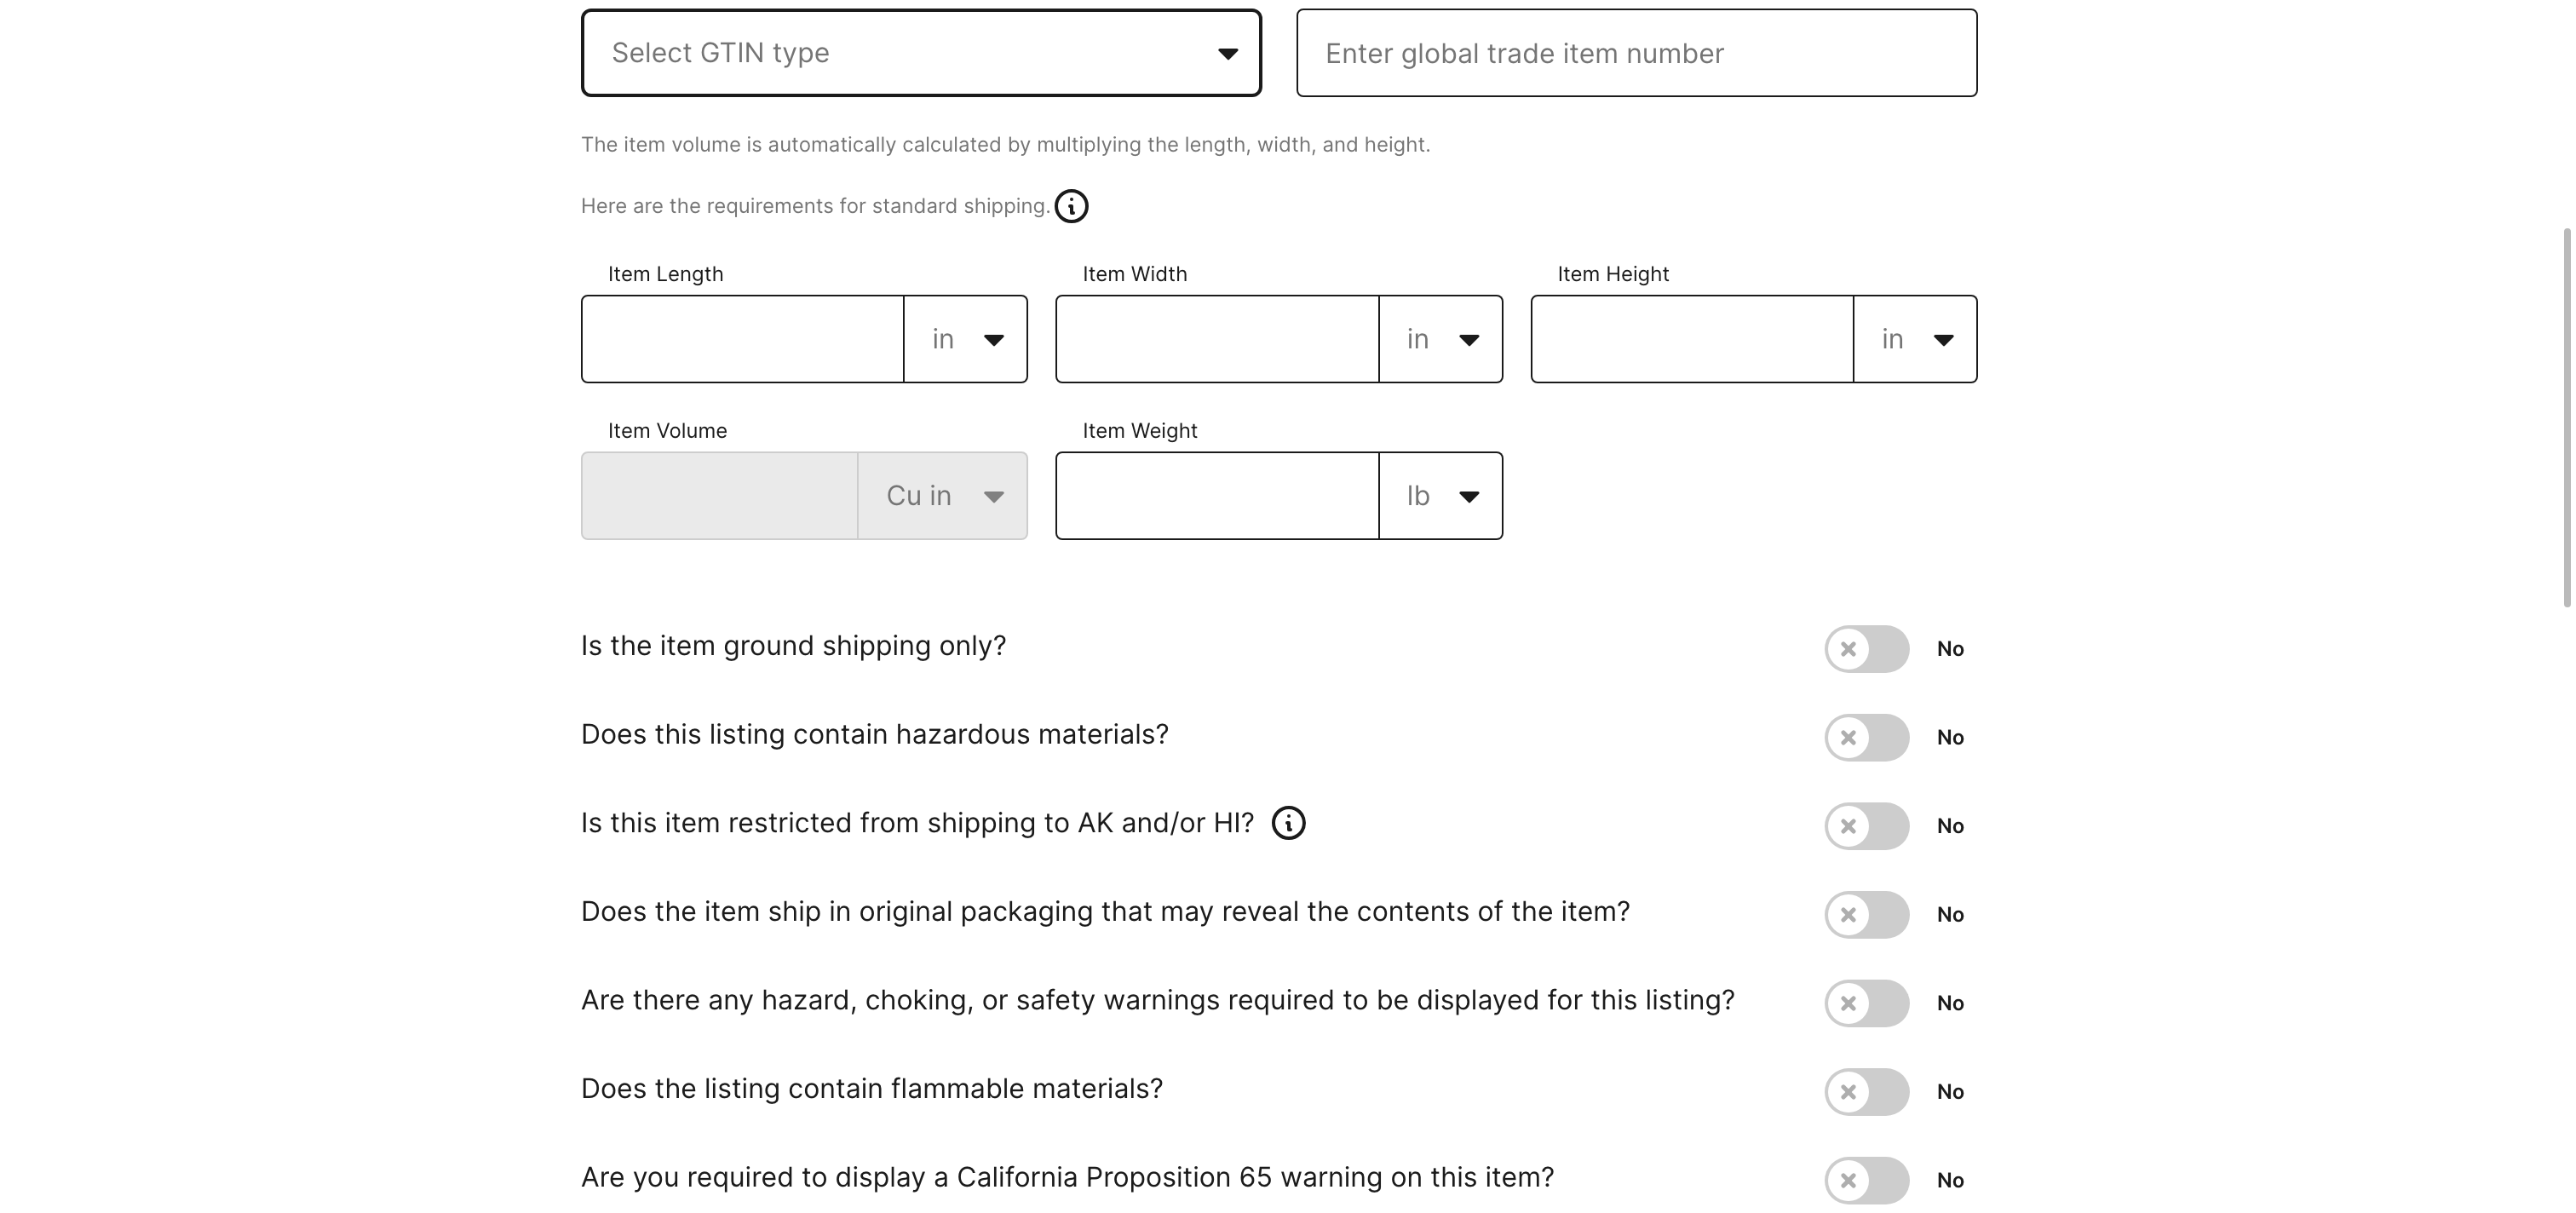 Select GTIN type
Enter global trade item number
The item volume is automatically calculated by multiplying the length, width, and height.
Here are the requirements for standard shipping.
Item Length
Item Width
Item Height
in
in
in
Item Volume
Item Weight
Cu in
lb
Is the item ground shipping only?
No
Does this listing contain hazardous materials?
No
Is this item restricted from shipping to AK and/or HI?
No
Does the item ship in original packaging that may reveal the contents of the item?
No
Are there any hazard, choking, or safety warnings required to be displayed for this listing?
No
Does the listing contain flammable materials?
No
Are you required to display a California Proposition 65 warning on this item?
No